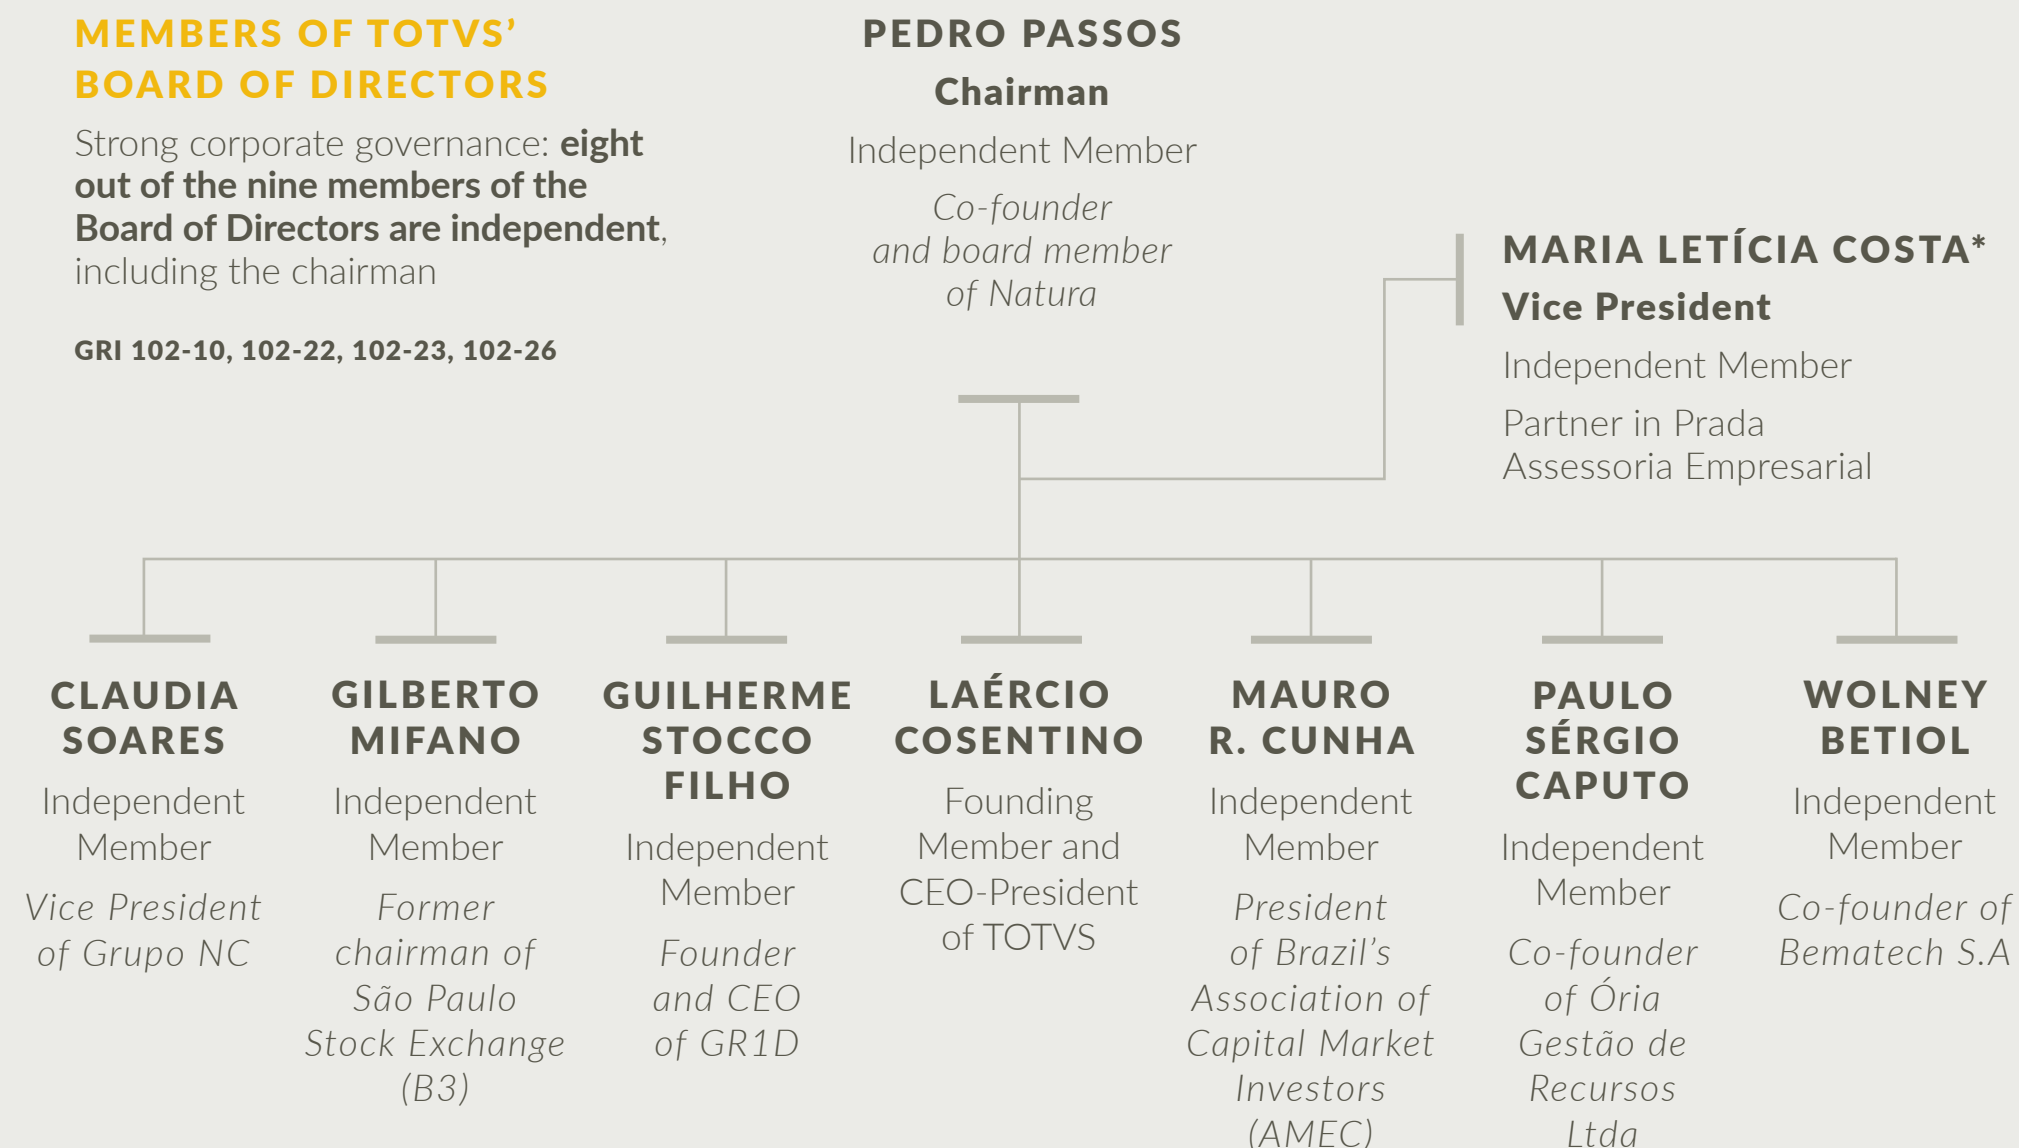 MEMBERS OF TOTVS’
BOARD OF DIRECTORS
Strong corporate governance: eight
out of the nine members of the
Board of Directors are independent,
including the chairman
GRI 102-10, 102-22, 102-23, 102-26
PEDRO PASSOS
Chairman
Independent Member
Co-founder
and board member
of Natura
MARIA LETÍCIA COSTA*
Vice President
Independent Member
Partner in Prada
Assessoria Empresarial
CLAUDIA
SOARES
Independent
Member
Vice President
of Grupo NC
GILBERTO
MIFANO
Independent
Member
Former
chairman of
São Paulo
Stock Exchange
(B3)
GUILHERME
STOCCO
FILHO
Independent
Member
Founder
and CEO
of GR1D
LAÉRCIO
COSENTINO
Founding
Member and
CEO-President
of TOTVS
MAURO
R. CUNHA
Independent
Member
President
of Brazil’s
Association of
Capital Market
Investors
(AMEC)
PAULO
SÉRGIO
CAPUTO
Independent
Member
Co-founder
of Ória
Gestão de
Recursos
Ltda
WOLNEY
BETIOL
Independent
Member
Co-founder of
Bematech S.A